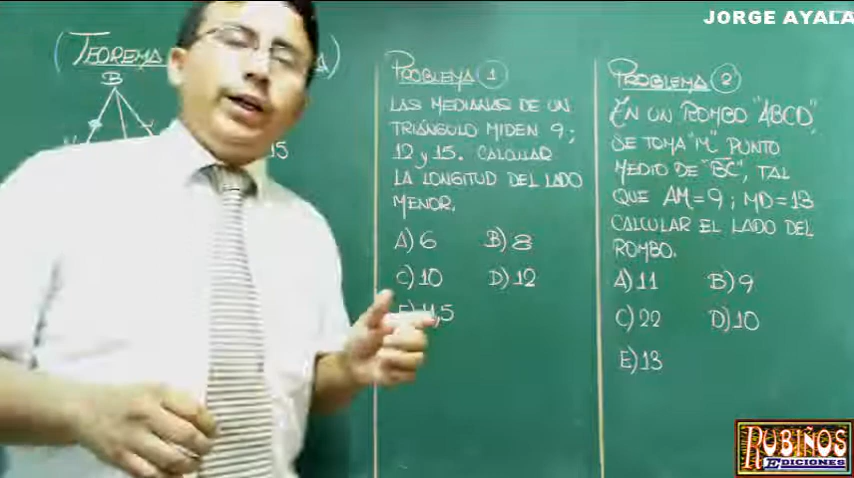 JORGE AYALA
TEOREMA
B
15
PROBLEMA 1
LAS MEDIANAS DE UN
TRIÁNGULO MIDEN 9;
12 y 15. CALCULAR
LA LONGITUD DEL LADO
MENOR.
A) 6 B) 8
C) 10 D) 12
,5
PROBLEMA 2
EN UN ROMBO "ABCD",
SE TOMA "M" PUNTO
MEDIO DE "BC", TAL
QUE AM=9; MD=13
CALCULAR EL LADO DEL
ROMBO.
A) 11 B) 9
C) 22 D) 10
E) 13
RUBIÑOS
EDICIONES